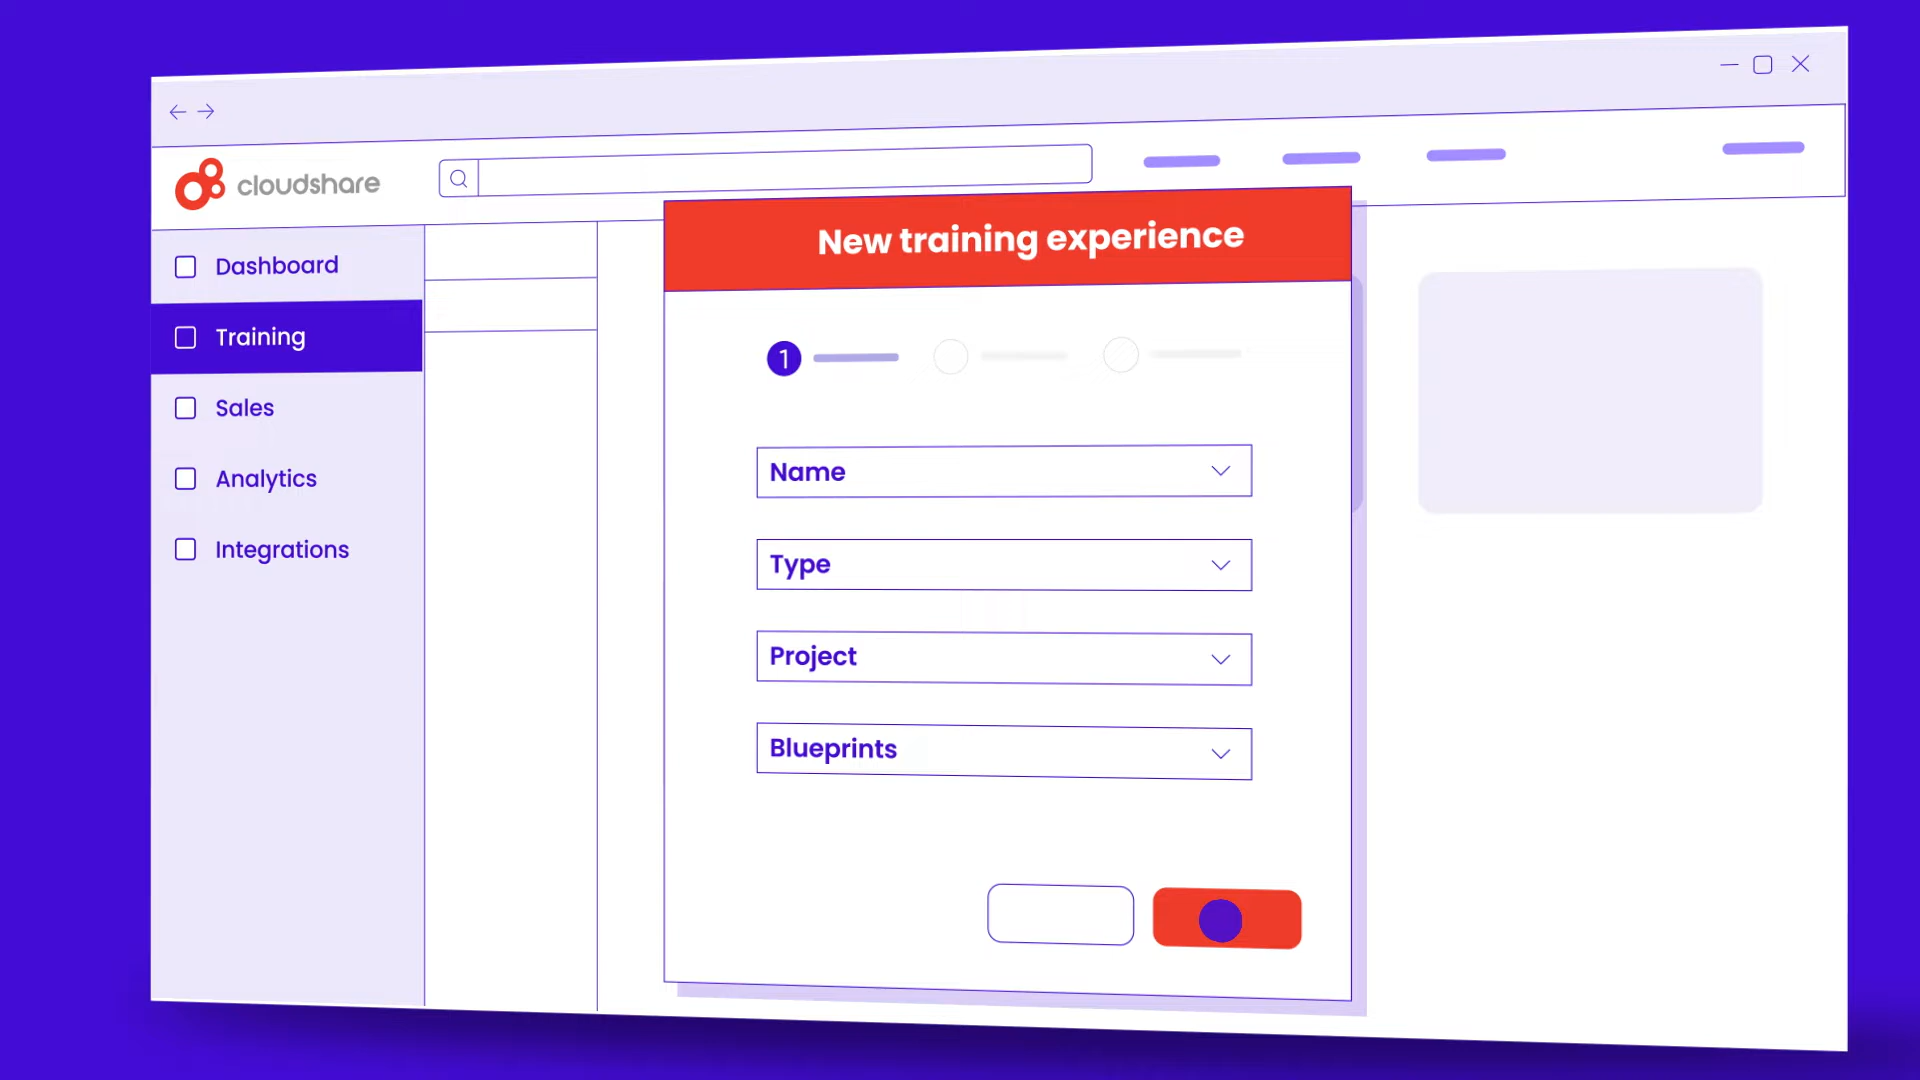 cloudshare
Dashboard
Training
Sales
Analytics
Integrations
New training experience
1
Name
Type
Project
Blueprints